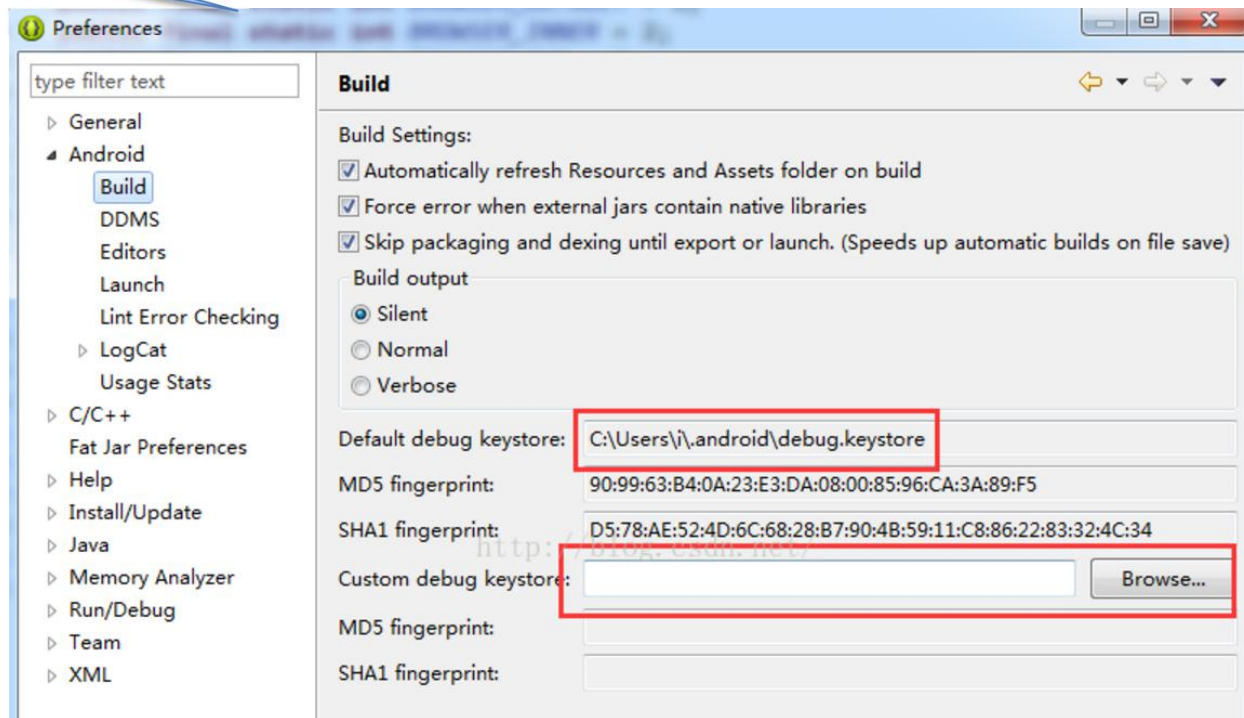 Preferences
type filter text
General
Android
Build
DDMS
Editors
Launch
Lint Error Checking
LogCat
Usage Stats
C/C++
Fat Jar Preferences
Help
Install/Update
Java
Memory Analyzer
Run/Debug
Team
XML
Build
Build Settings:
Automatically refresh Resources and Assets folder on build
Force error when external jars contain native libraries
Skip packaging and dexing until export or launch. (Speeds up automatic builds on file save)
Build output
Silent
Normal
Verbose
Default debug keystore: C:\Users\i\.android\debug.keystore
MD5 fingerprint: 90:99:63:B4:0A:23:E3:DA:08:00:85:96:CA:3A:89:F5
SHA1 fingerprint: D5:78:AE:52:4D:6C:68:28:B7:90:4B:59:11:C8:86:22:83:32:4C:34
http://blog.csdn.net/
Custom debug keystore: Browse...
MD5 fingerprint:
SHA1 fingerprint: